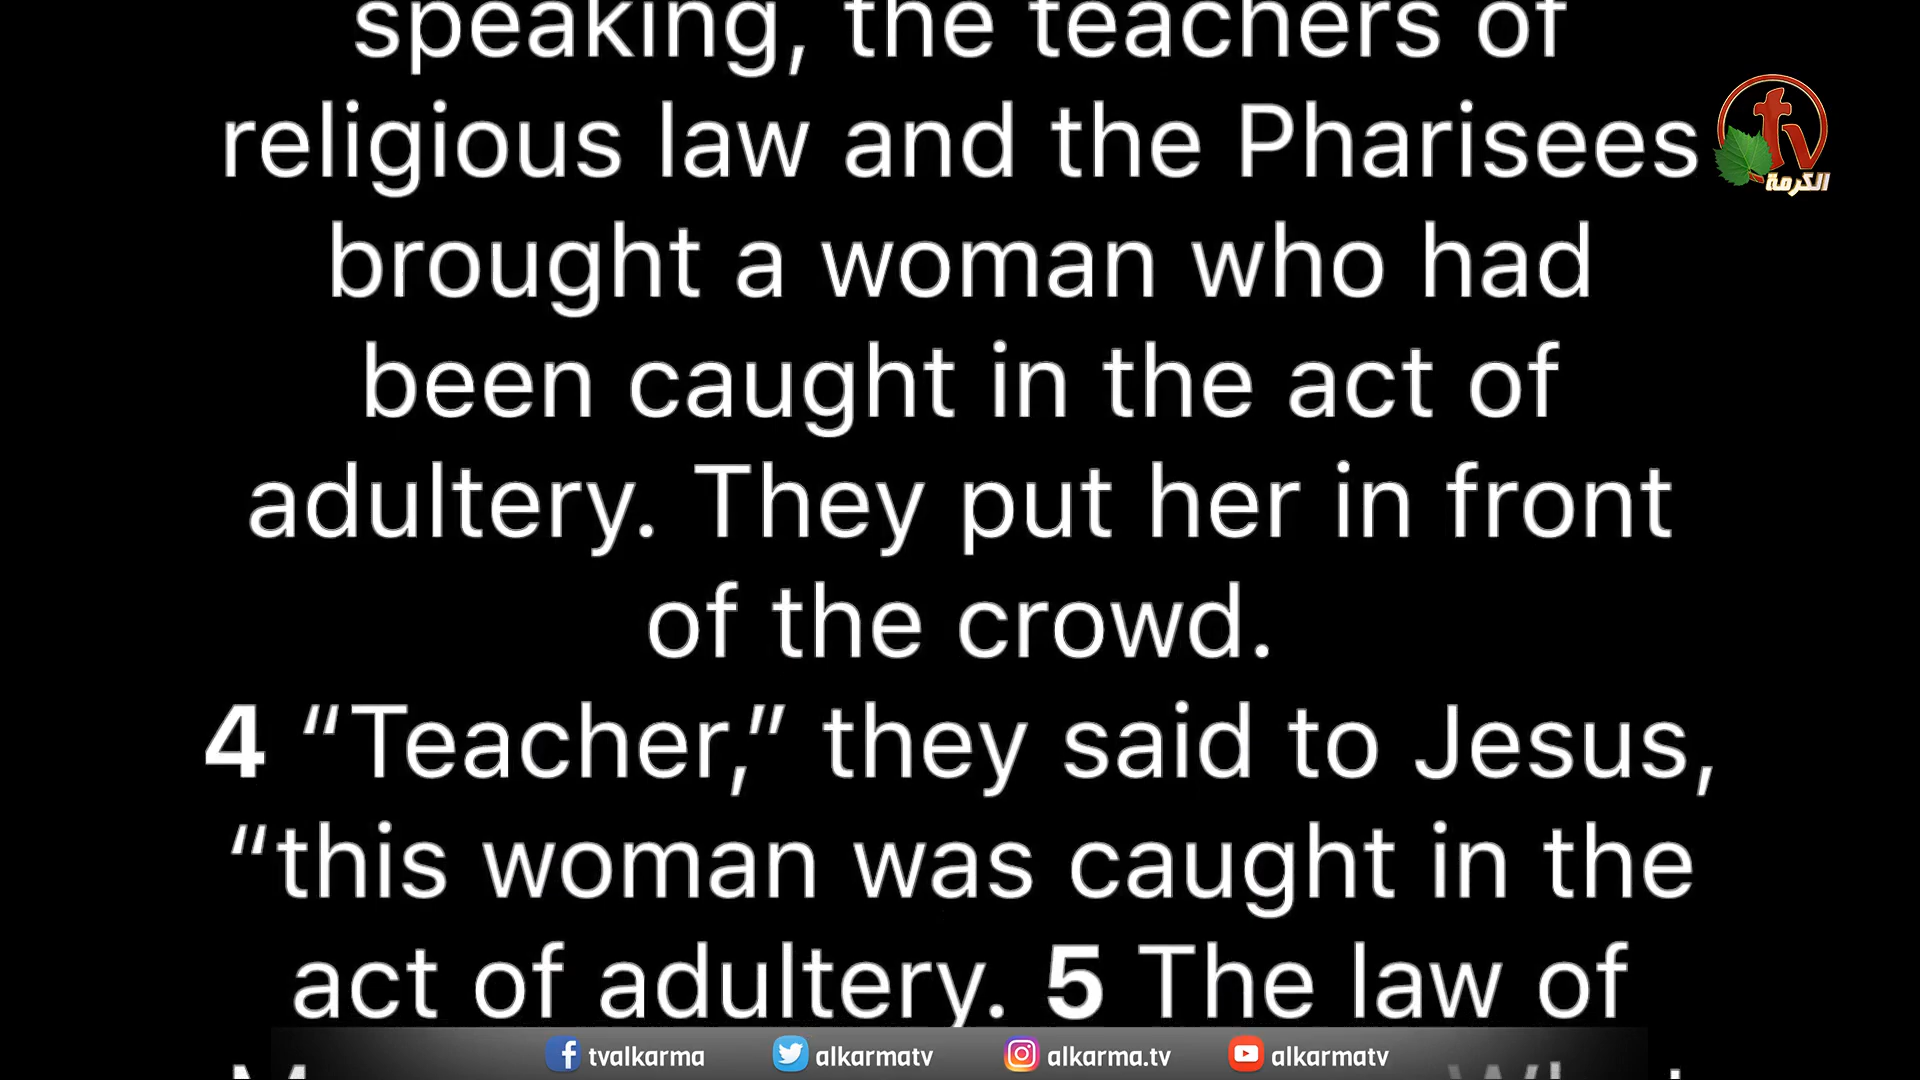 speaking, the teachers of
religious law and the Pharisees
brought a woman who had
been caught in the act of
adultery. They put her in front
of the crowd.
4 “Teacher,” they said to Jesus,
“this woman was caught in the
act of adultery. 5 The law of
tv
الكرمة
tvalkarma
alkarmatv
alkarma.tv
alkarmatv